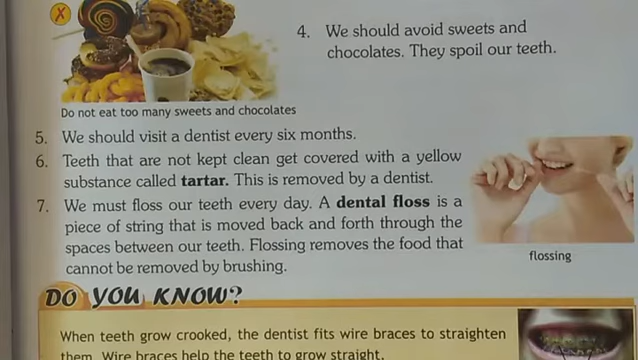 4. We should avoid sweets and
chocolates. They spoil our teeth.
Do not eat too many sweets and chocolates
5. We should visit a dentist every six months.
6. Teeth that are not kept clean get covered with a yellow
substance called tartar. This is removed by a dentist.
7. We must floss our teeth every day. A dental floss is a
piece of string that is moved back and forth through the
spaces between our teeth. Flossing removes the food that
cannot be removed by brushing.
flossing
DO YOU KNOW?
When teeth grow crooked, the dentist fits wire braces to straighten
them. Wire braces help the teeth to grow straight.